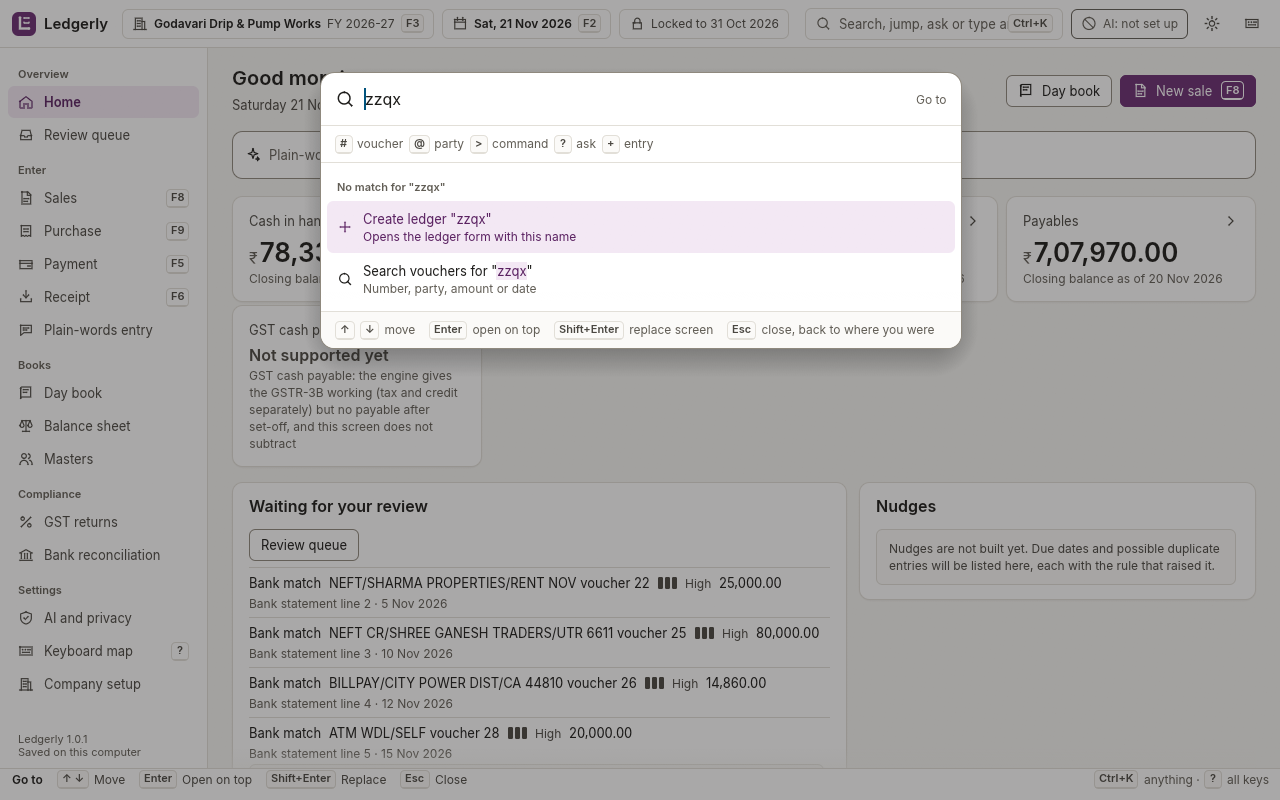 Ledgerly
Godavari Drip & Pump Works FY 2026-27 F3
Sat, 21 Nov 2026 F2
Locked to 31 Oct 2026
Search, jump, ask or type a Ctrl+K
AI: not set up
Overview
Home
Review queue
Enter
Sales F8
Purchase F9
Payment F5
Receipt F6
Plain-words entry
Books
Day book
Balance sheet
Masters
Compliance
GST returns
Bank reconciliation
Settings
AI and privacy
Keyboard map ?
Company setup
Ledgerly 1.0.1
Saved on this computer
Good
Saturday 21
Day book
New sale F8
zzqx Go to
# voucher @ party > command ? ask + entry
No match for "zzqx"
Create ledger "zzqx"
Opens the ledger form with this name
Search vouchers for "zzqx"
Number, party, amount or date
↑ ↓ move Enter open on top Shift+Enter replace screen Esc close, back to where you were
Cash in
Closing balance
Payables
₹7,07,970.00
Closing balance as of 20 Nov 2026
GST cash
Not supported yet
GST cash payable: the engine gives
the GSTR-3B working (tax and credit
separately) but no payable after
set-off, and this screen does not
subtract
Waiting for your review
Review queue
Bank match NEFT/SHARMA PROPERTIES/RENT NOV voucher 22 High 25,000.00
Bank statement line 2 · 5 Nov 2026
Bank match NEFT CR/SHREE GANESH TRADERS/UTR 6611 voucher 25 High 80,000.00
Bank statement line 3 · 10 Nov 2026
Bank match BILLPAY/CITY POWER DIST/CA 44810 voucher 26 High 14,860.00
Bank statement line 4 · 12 Nov 2026
Bank match ATM WDL/SELF voucher 28 High 20,000.00
Bank statement line 5 · 15 Nov 2026
Nudges
Nudges are not built yet. Due dates and possible duplicate
entries will be listed here, each with the rule that raised it.
Go to ↑↓ Move Enter Open on top Shift+Enter Replace Esc Close
Ctrl+K anything · ? all keys